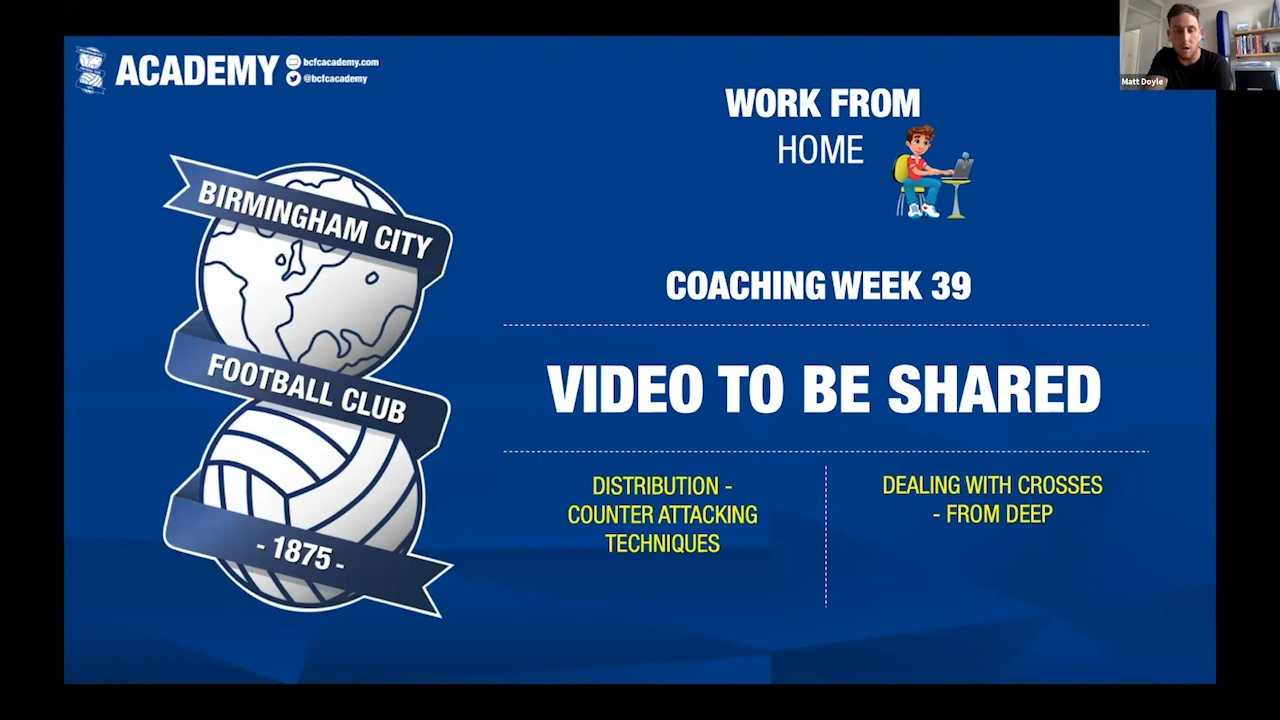 ACADEMY
bcfcacademy.com
@bcfcacademy
Matt Doyle
WORK FROM
HOME
BIRMINGHAM CITY
FOOTBALL CLUB
- 1875 -
COACHING WEEK 39
VIDEO TO BE SHARED
DISTRIBUTION -
COUNTER ATTACKING
TECHNIQUES
DEALING WITH CROSSES
- FROM DEEP